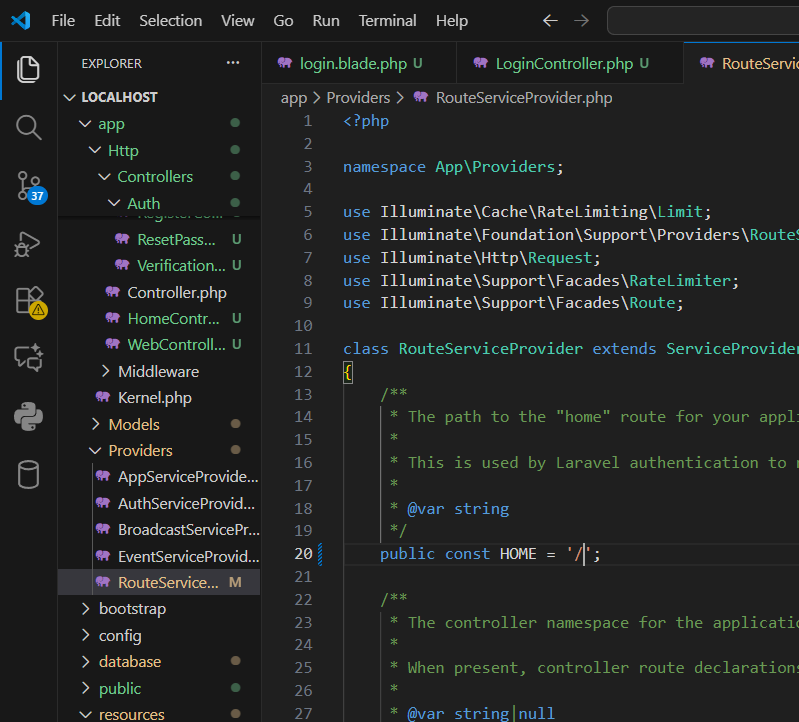 File Edit Selection View Go Run Terminal Help
EXPLORER ...
login.blade.php U
LoginController.php U
RouteServic
LOCALHOST
app > Providers > RouteServiceProvider.php
app
Http
Controllers
Auth
ResetPass... U
Verification... U
Controller.php
HomeContr... U
WebControll... U
Middleware
Kernel.php
Models
Providers
AppServiceProvide...
AuthServiceProvid...
BroadcastServicePr...
EventServiceProvid...
RouteService... M
bootstrap
config
database
public
resources
37
1 <?php
2
3 namespace App\Providers;
4
5 use Illuminate\Cache\RateLimiting\Limit;
6 use Illuminate\Foundation\Support\Providers\RouteS
7 use Illuminate\Http\Request;
8 use Illuminate\Support\Facades\RateLimiter;
9 use Illuminate\Support\Facades\Route;
10
11 class RouteServiceProvider extends ServiceProvider
12 {
13 /**
14 * The path to the "home" route for your appli
15 *
16 * This is used by Laravel authentication to r
17 *
18 * @var string
19 */
20 public const HOME = '/';
21
22 /**
23 * The controller namespace for the applicatio
24 *
25 * When present, controller route declarations
26 *
27 * @var string|null